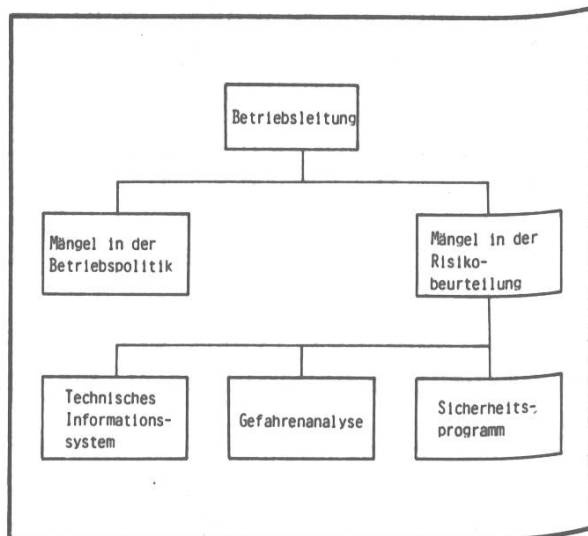 Betriebsleitung
Mängel in der
Betriebspolitik
Mängel in der
Risiko-
beurteilung
Technisches
Informations-
system
Gefahrenanalyse
Sicherheits-
programm